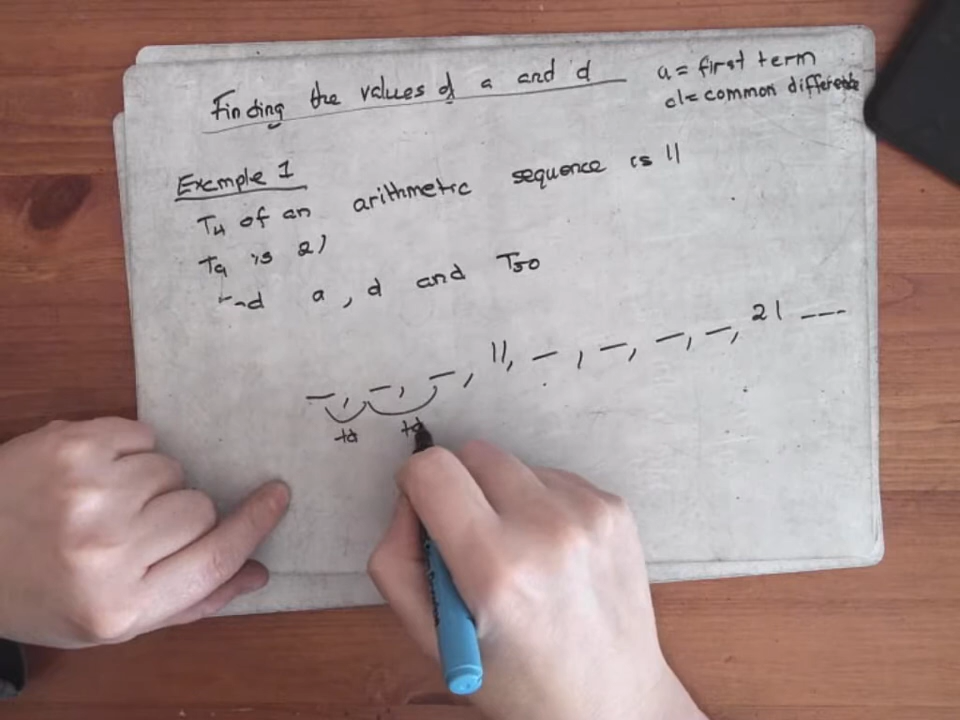 Finding the values of a and d
a = first term
d = common difference
Example 1
T4 of an arithmetic sequence is 11
T9 is 21
a, d and T50
_, _, _, 11, _, _, _, _, 21 ---
+d +d